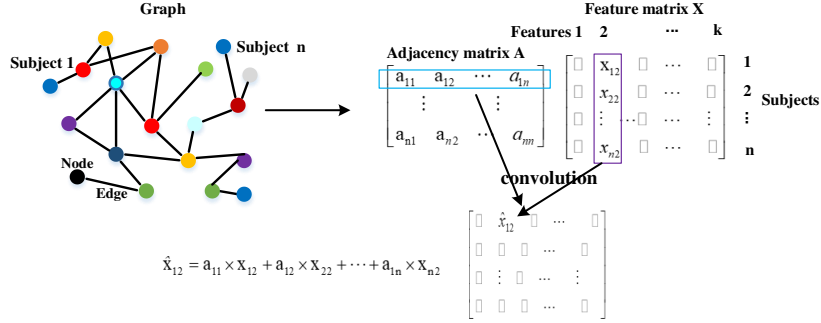 Graph
Feature matrix X
Features 1 2 ... k
Subject 1
Subject n
Adjacency matrix A
a11 a12 ⋯ a1n
⋮ ⋮
an1 an2 ⋯ ann
x12 ⋯
x22 ⋯
⋮ ⋯ ⋮ ⋱ ⋮
xn2 ⋯
1
2
⋮
n
Subjects
Node
Edge
convolution
x̂12 ⋯
⋯
⋮ ⋯ ⋮
⋯
x̂12 = a11 × x12 + a12 × x22 + ⋯ + a1n × xn2